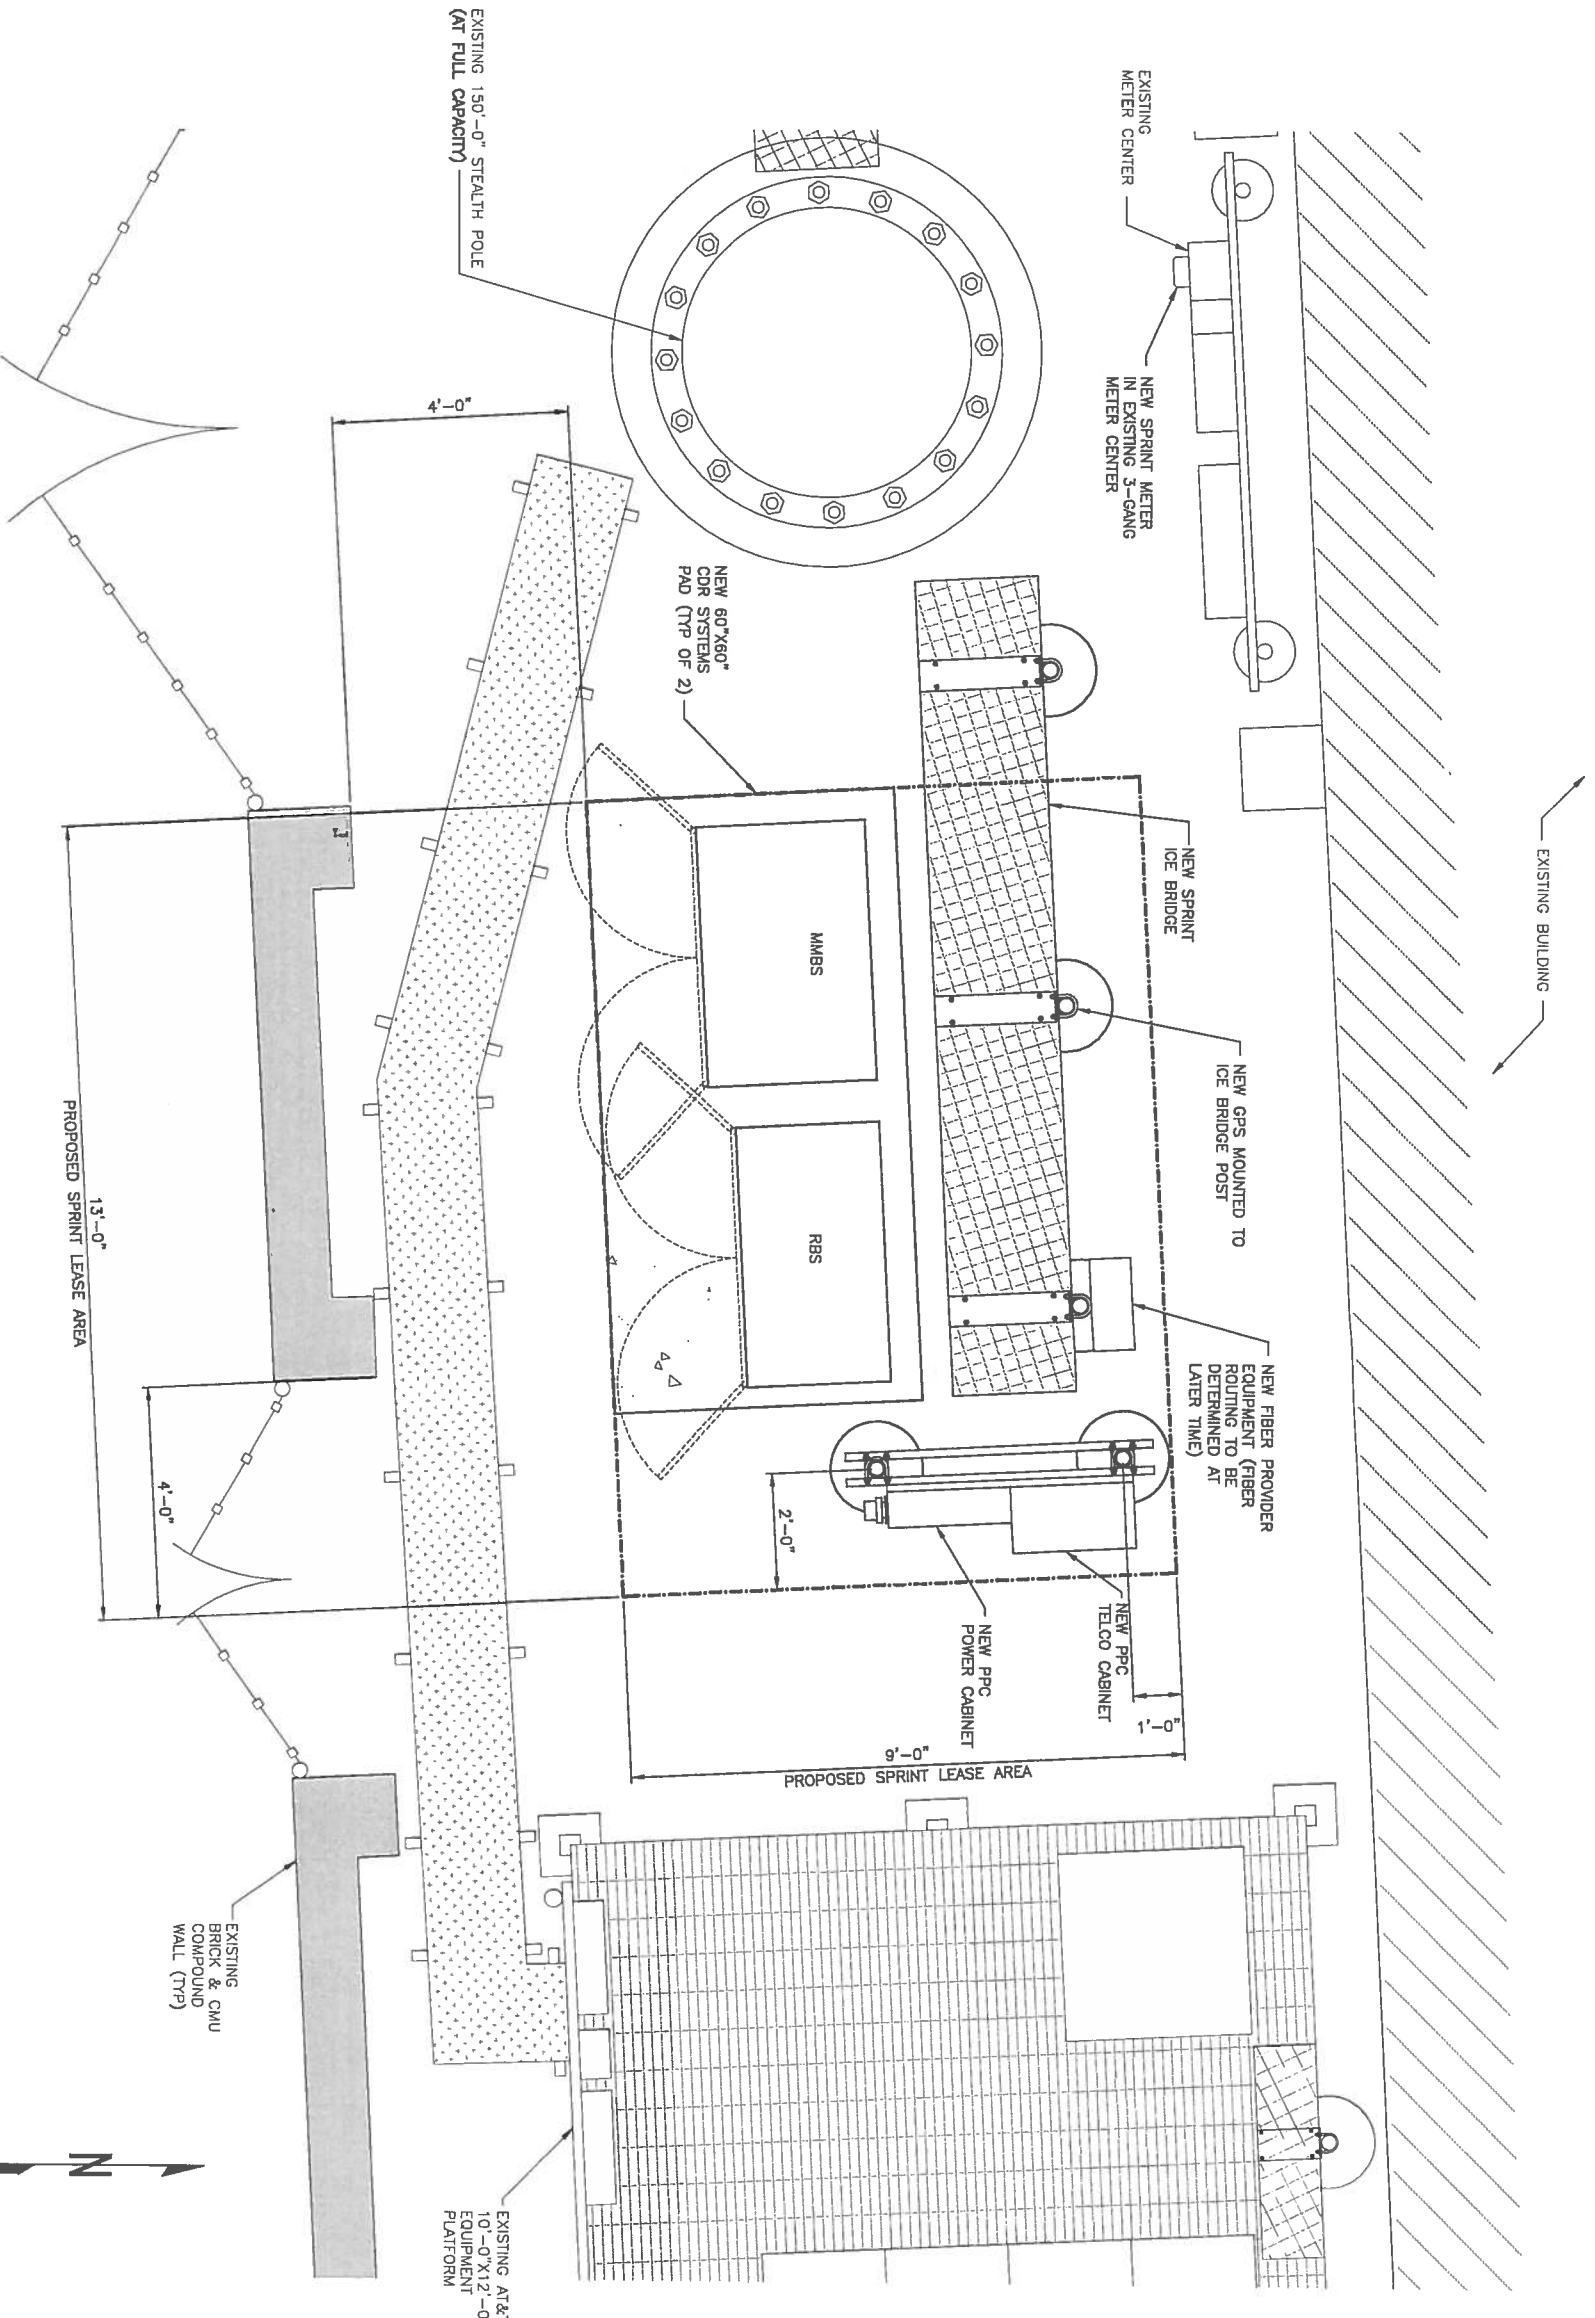 EXISTING BUILDING
EXISTING
METER CENTER
NEW SPRINT METER
IN EXISTING 3-GANG
METER CENTER
NEW SPRINT
ICE BRIDGE
NEW GPS MOUNTED TO
ICE BRIDGE POST
NEW FIBER PROVIDER
EQUIPMENT (FIBER
ROUTING TO BE
DETERMINED AT
LATER TIME)
EXISTING 150'-0" STEALTH POLE
(AT FULL CAPACITY)
NEW 60"X60"
CDR SYSTEMS
PAD (TYP OF 2)
MMBS
RBS
NEW PPC
TELCO CABINET
NEW PPC
POWER CABINET
4'-0"
2'-0"
1'-0"
9'-0"
PROPOSED SPRINT LEASE AREA
4'-0"
13'-0"
PROPOSED SPRINT LEASE AREA
EXISTING
BRICK & CMU
COMPOUND
WALL (TYP)
EXISTING AT&
10'-0"X12'-0
EQUIPMENT
PLATFORM
N